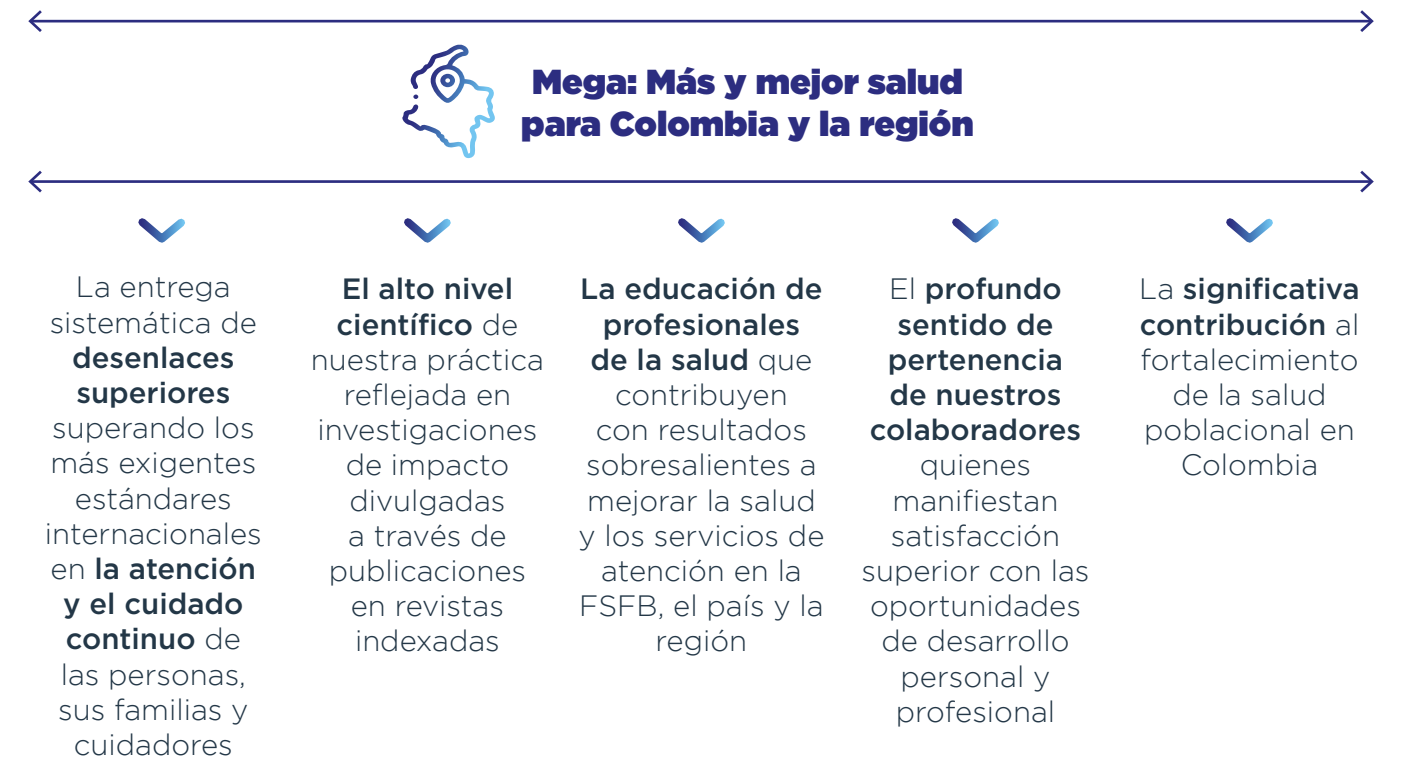 Mega: Más y mejor salud
para Colombia y la región
La entrega
sistemática de
desenlaces
superiores
superando los
más exigentes
estándares
internacionales
en la atención
y el cuidado
continuo de
las personas,
sus familias y
cuidadores
El alto nivel
científico de
nuestra práctica
reflejada en
investigaciones
de impacto
divulgadas
a través de
publicaciones
en revistas
indexadas
La educación de
profesionales
de la salud que
contribuyen
con resultados
sobresalientes a
mejorar la salud
y los servicios de
atención en la
FSFB, el país y la
región
El profundo
sentido de
pertenencia
de nuestros
colaboradores
quienes
manifiestan
satisfacción
superior con las
oportunidades
de desarrollo
personal y
profesional
La significativa
contribución al
fortalecimiento
de la salud
poblacional en
Colombia